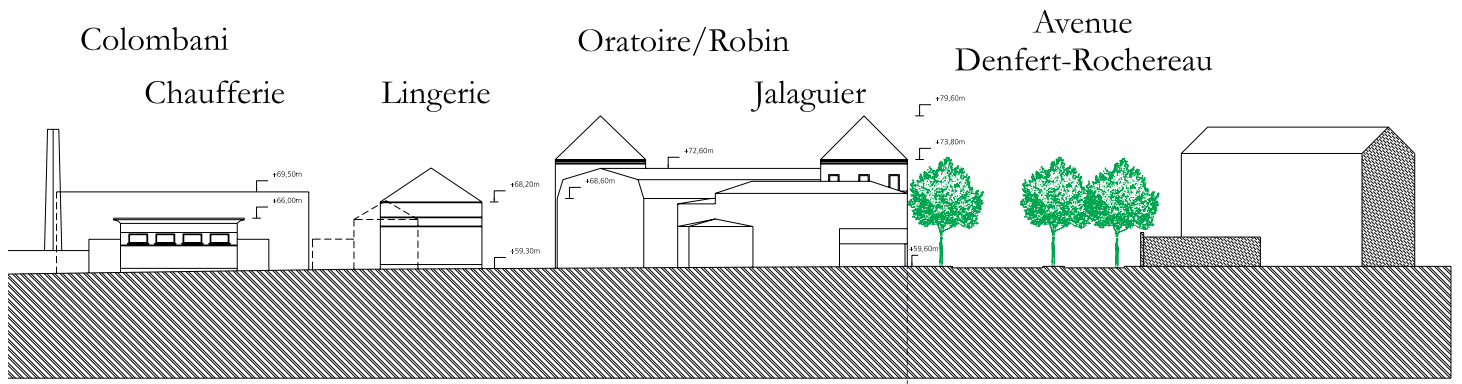 Avenue
Denfert-Rochereau
Colombani
Oratoire/Robin
Chaufferie
Lingerie
Jalaguier
+79,60m
+73,80m
+72,60m
+69,50m
+68,20m
+68,60m
+66,00m
+59,30m
+59,60m